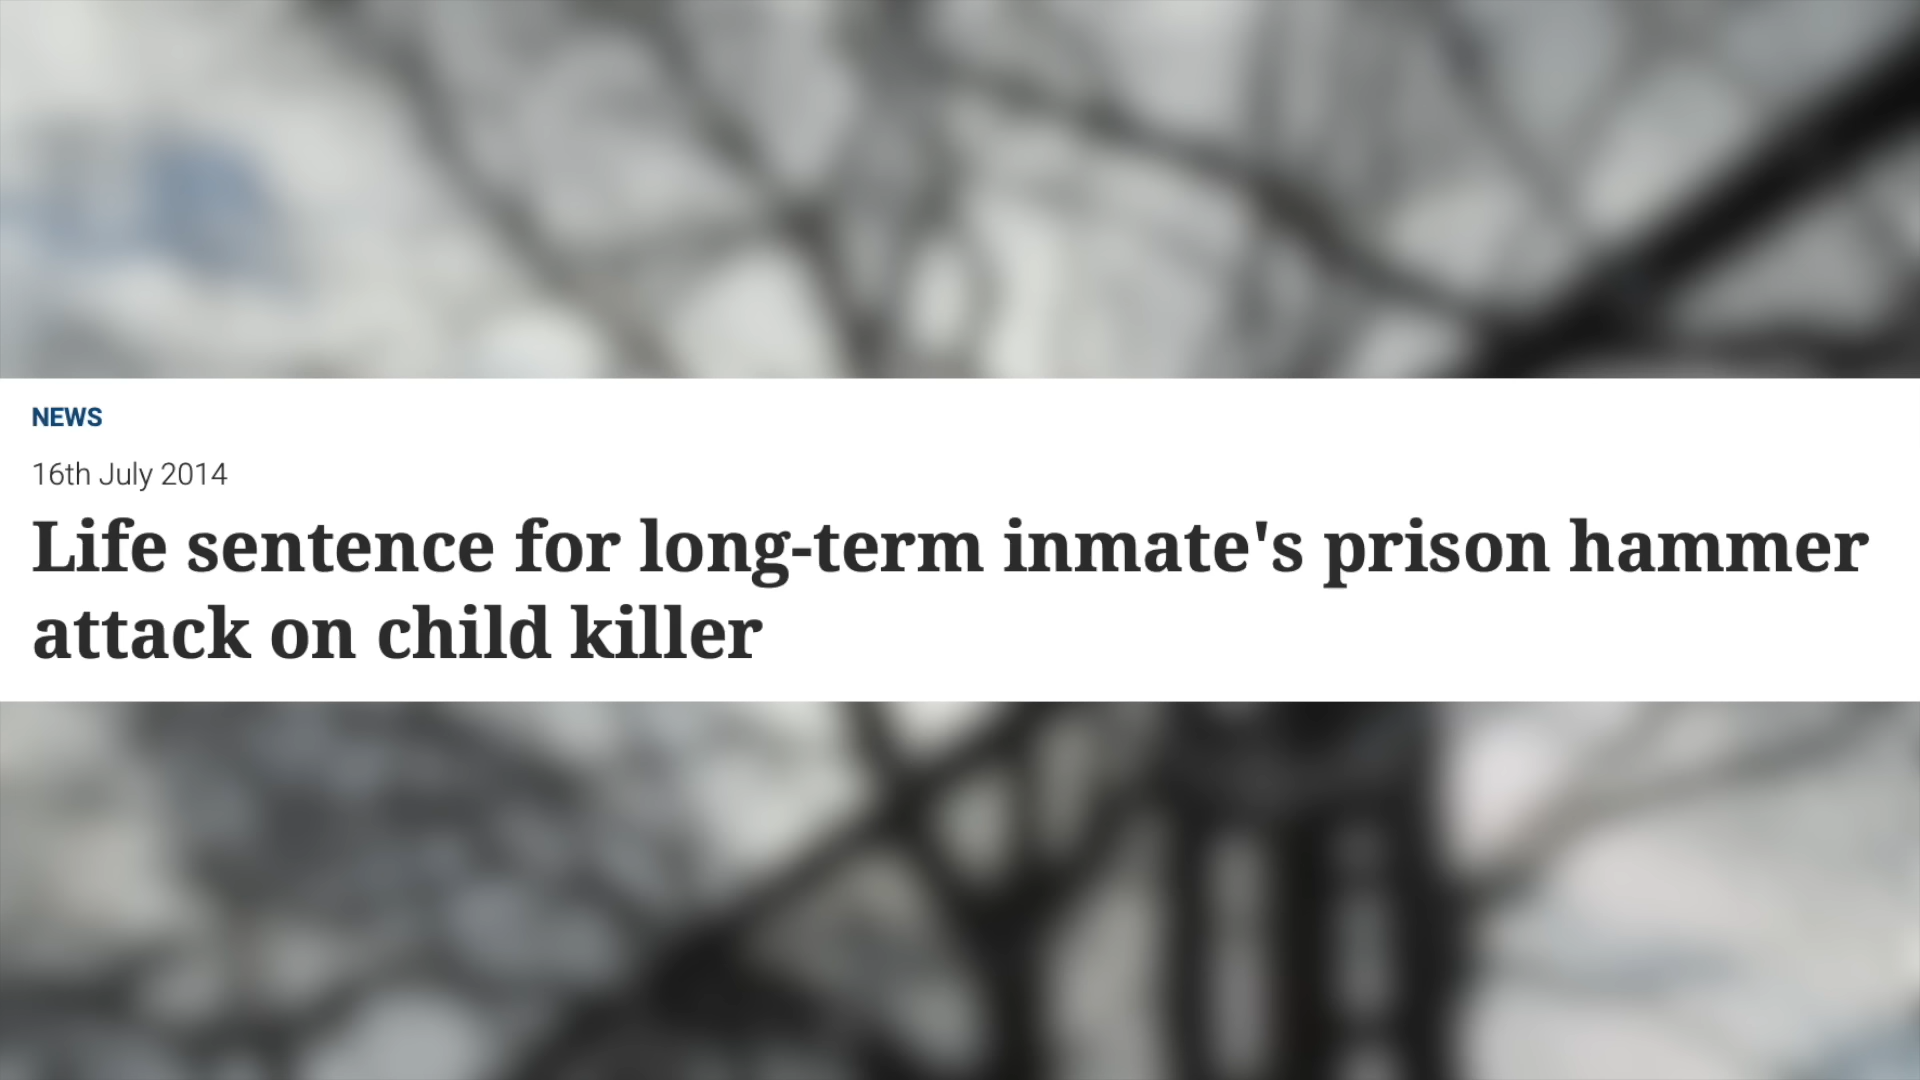 NEWS
16th July 2014
Life sentence for long-term inmate's prison hammer
attack on child killer